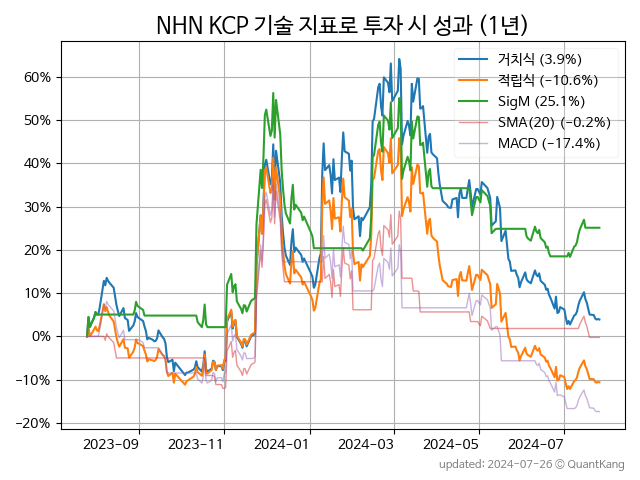 NHN KCP 기술 지표로 투자 시 성과 (1년)
거치식 (3.9%)
적립식 (−10.6%)
SigM (25.1%)
SMA(20) (−0.2%)
MACD (−17.4%)
60%
50%
40%
30%
20%
10%
0%
−10%
−20%
2023-09 2023-11 2024-01 2024-03 2024-05 2024-07
updated: 2024-07-26 © QuantKang